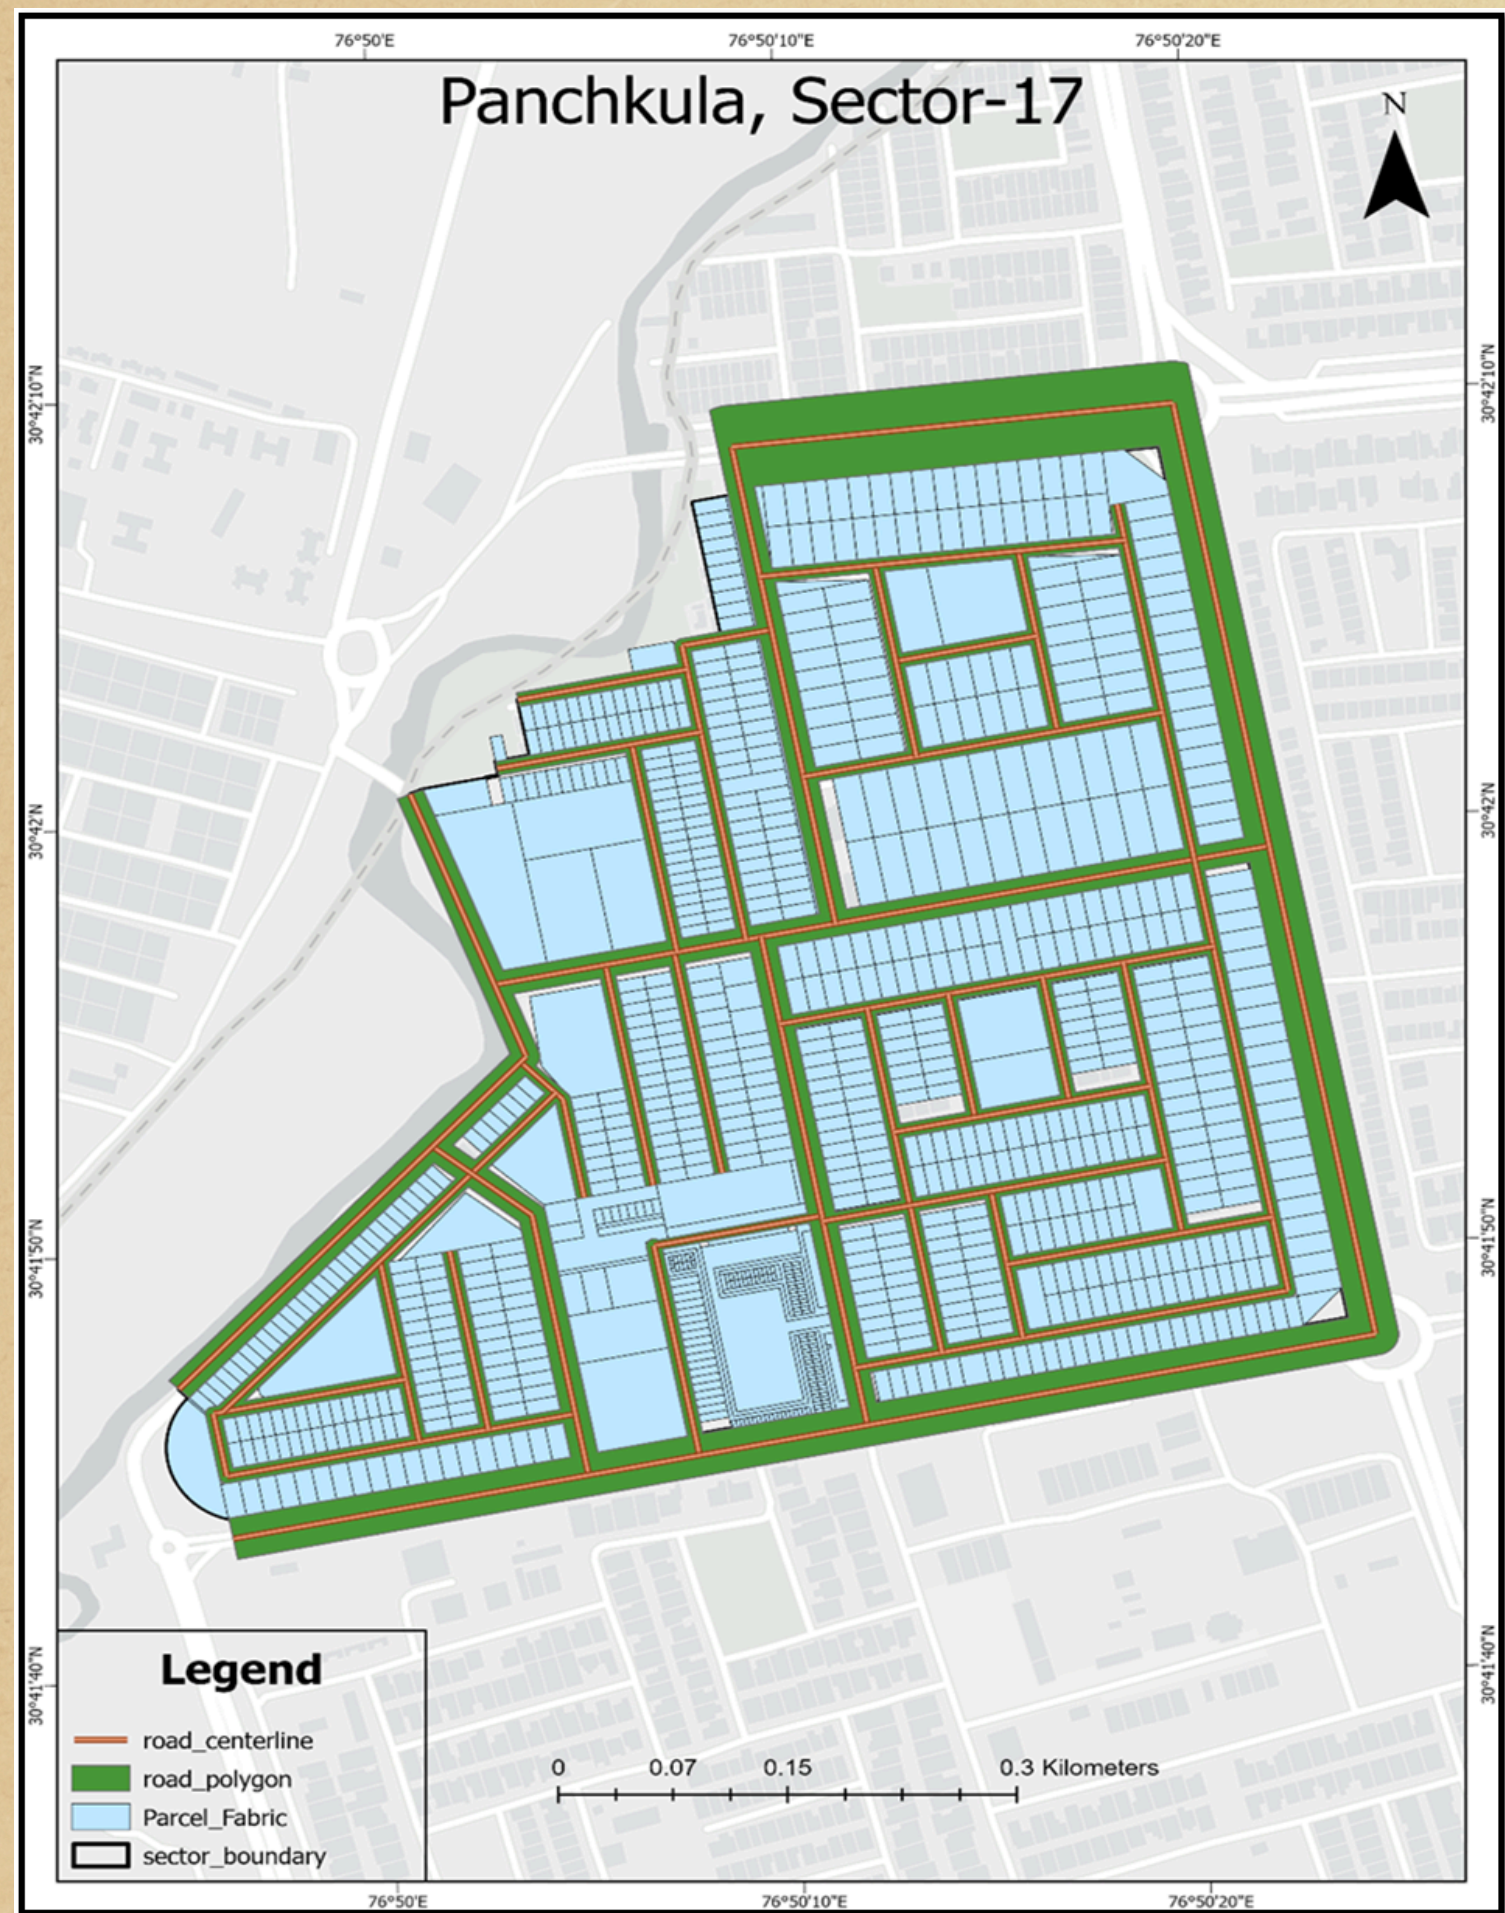 76°50'E
76°50'10"E
76°50'20"E
Panchkula, Sector-17
N
30°42'10"N
30°42'10"N
30°42'N
30°42'N
30°41'50"N
30°41'50"N
30°41'40"N
30°41'40"N
Legend
road_centerline
road_polygon
Parcel_Fabric
sector_boundary
0 0.07 0.15 0.3 Kilometers
76°50'E
76°50'10"E
76°50'20"E